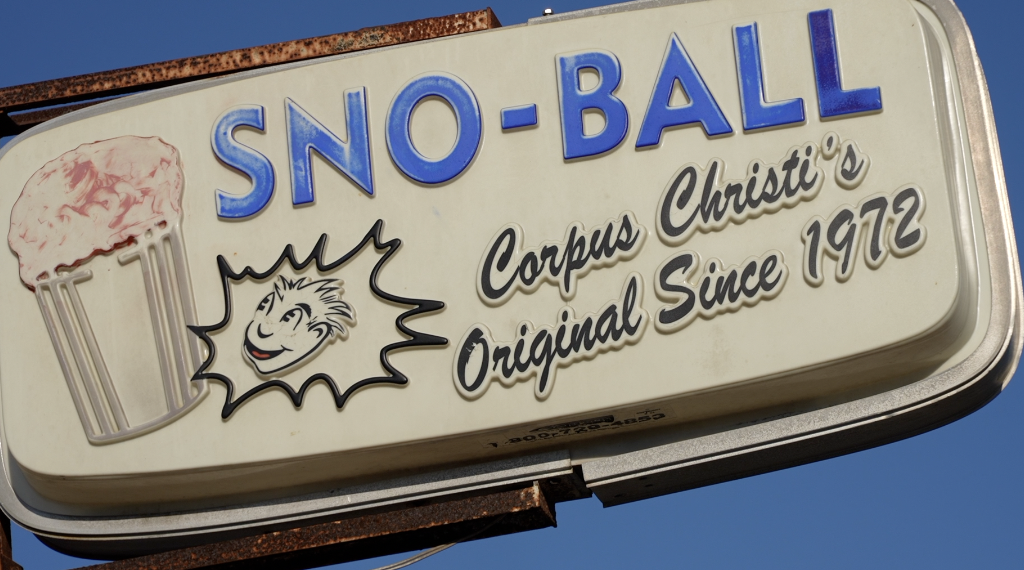 SNO-BALL
Corpus Christi's
Original Since 1972